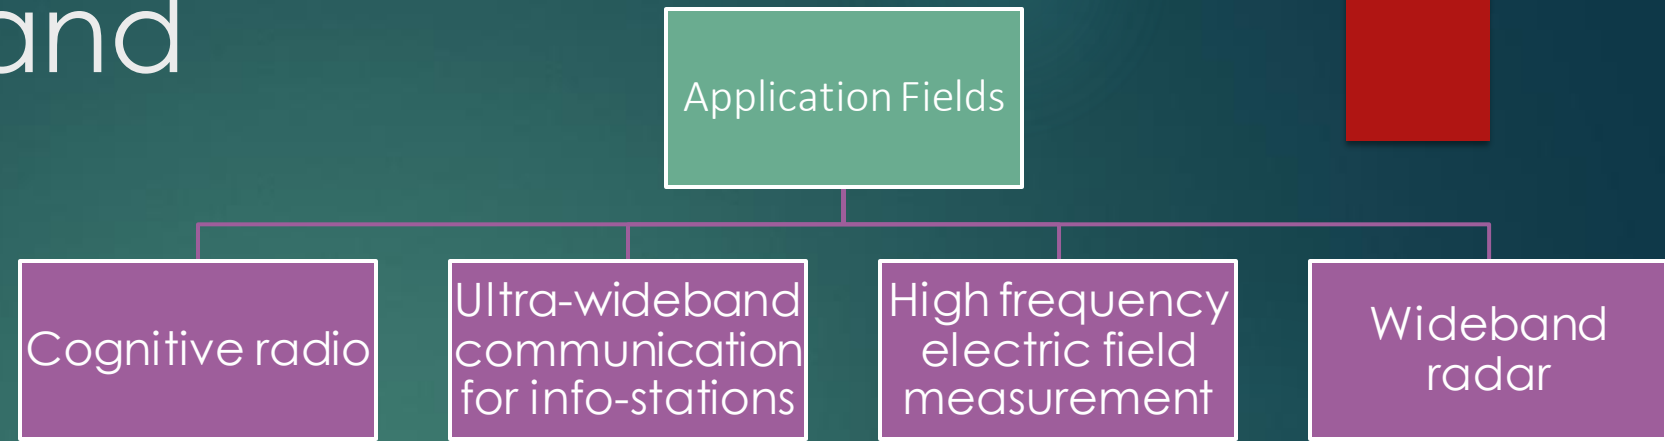 and
Application Fields
Cognitive radio
Ultra-wideband
communication
for info-stations
High frequency
electric field
measurement
Wideband
radar